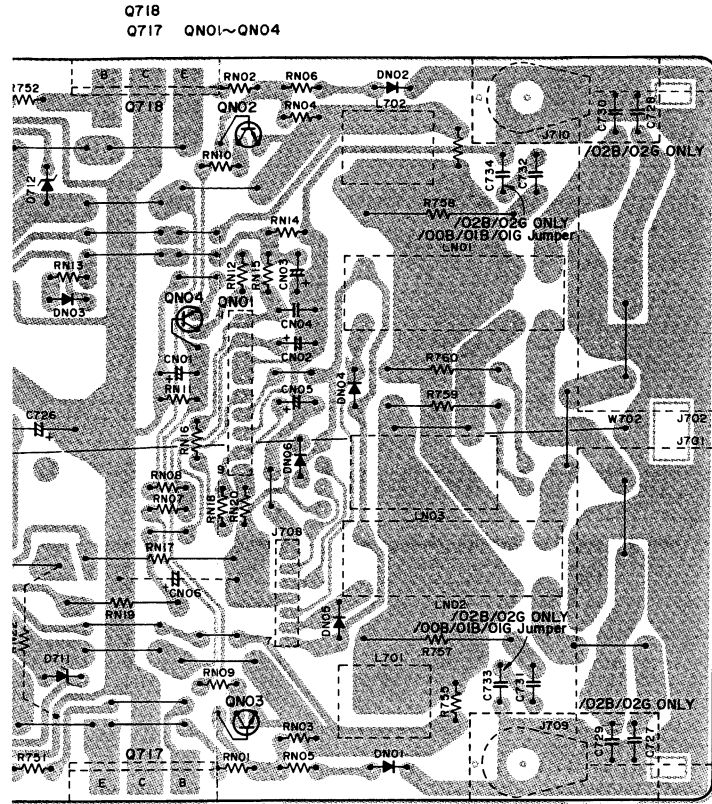 Q718
Q717 QN01~QN04
B C E
RN02 RN06 DN02
Q718
QN02
RN04
L702
C730
C728
J710
/02B/02G ONLY
RN10
C734
C732
D712
R758
/02B/02G ONLY
/00B/01B/01G Jumper
LN01
RN14
RN13
RN12
RN15
CN03
DN03
QN04
QN01
CN04
CN02
CN01
R760
DN04
RN11
CN05
R759
C726
RN16
W702
J702
J701
DN06
RN08
RN07
9
RN18
RN20
LN03
J708
RN17
CN06
LN02
/02B/02G ONLY
/00B/01B/01G Jumper
RN19
DN05
R757
L701
D711
RN09
R755
C733
C731
/02B/02G ONLY
QN03
J709
C729
C727
RN03
R751
Q717
RN01 RN05 DN01
E C B